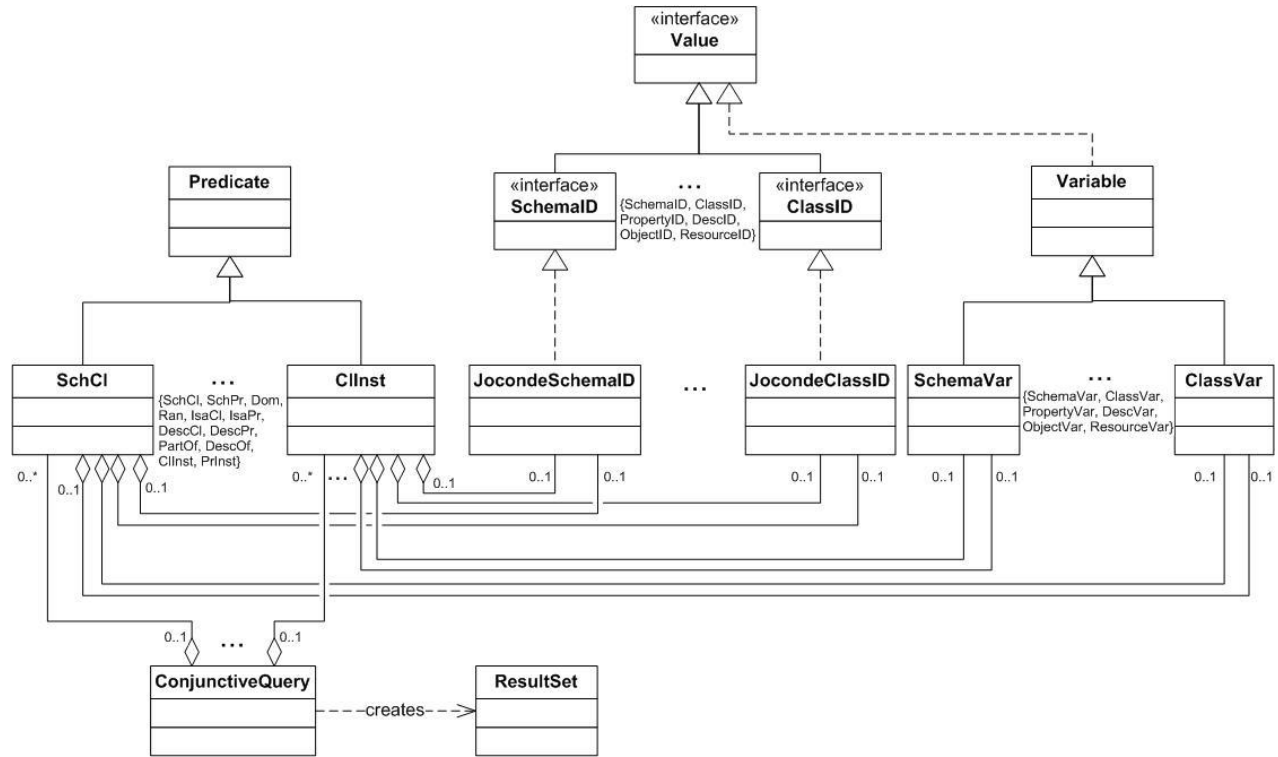 «interface»
Value
Predicate
«interface»
SchemaID
...
{SchemaID, ClassID,
PropertyID, DescID,
ObjectID, ResourceID}
«interface»
ClassID
Variable
SchCl
...
{SchCl, SchPr, Dom,
Ran, IsaCl, IsaPr,
DescCl, DescPr,
PartOf, DescOf,
ClInst, PrInst}
ClInst
JocondeSchemaID
...
JocondeClassID
SchemaVar
...
{SchemaVar, ClassVar,
PropertyVar, DescVar,
ObjectVar, ResourceVar}
ClassVar
0..*
0..1
0..1
0..*
...
0..1
0..1
0..1
0..1
0..1
0..1
0..1
0..1
0..1
0..1
...
0..1
ConjunctiveQuery
creates
ResultSet